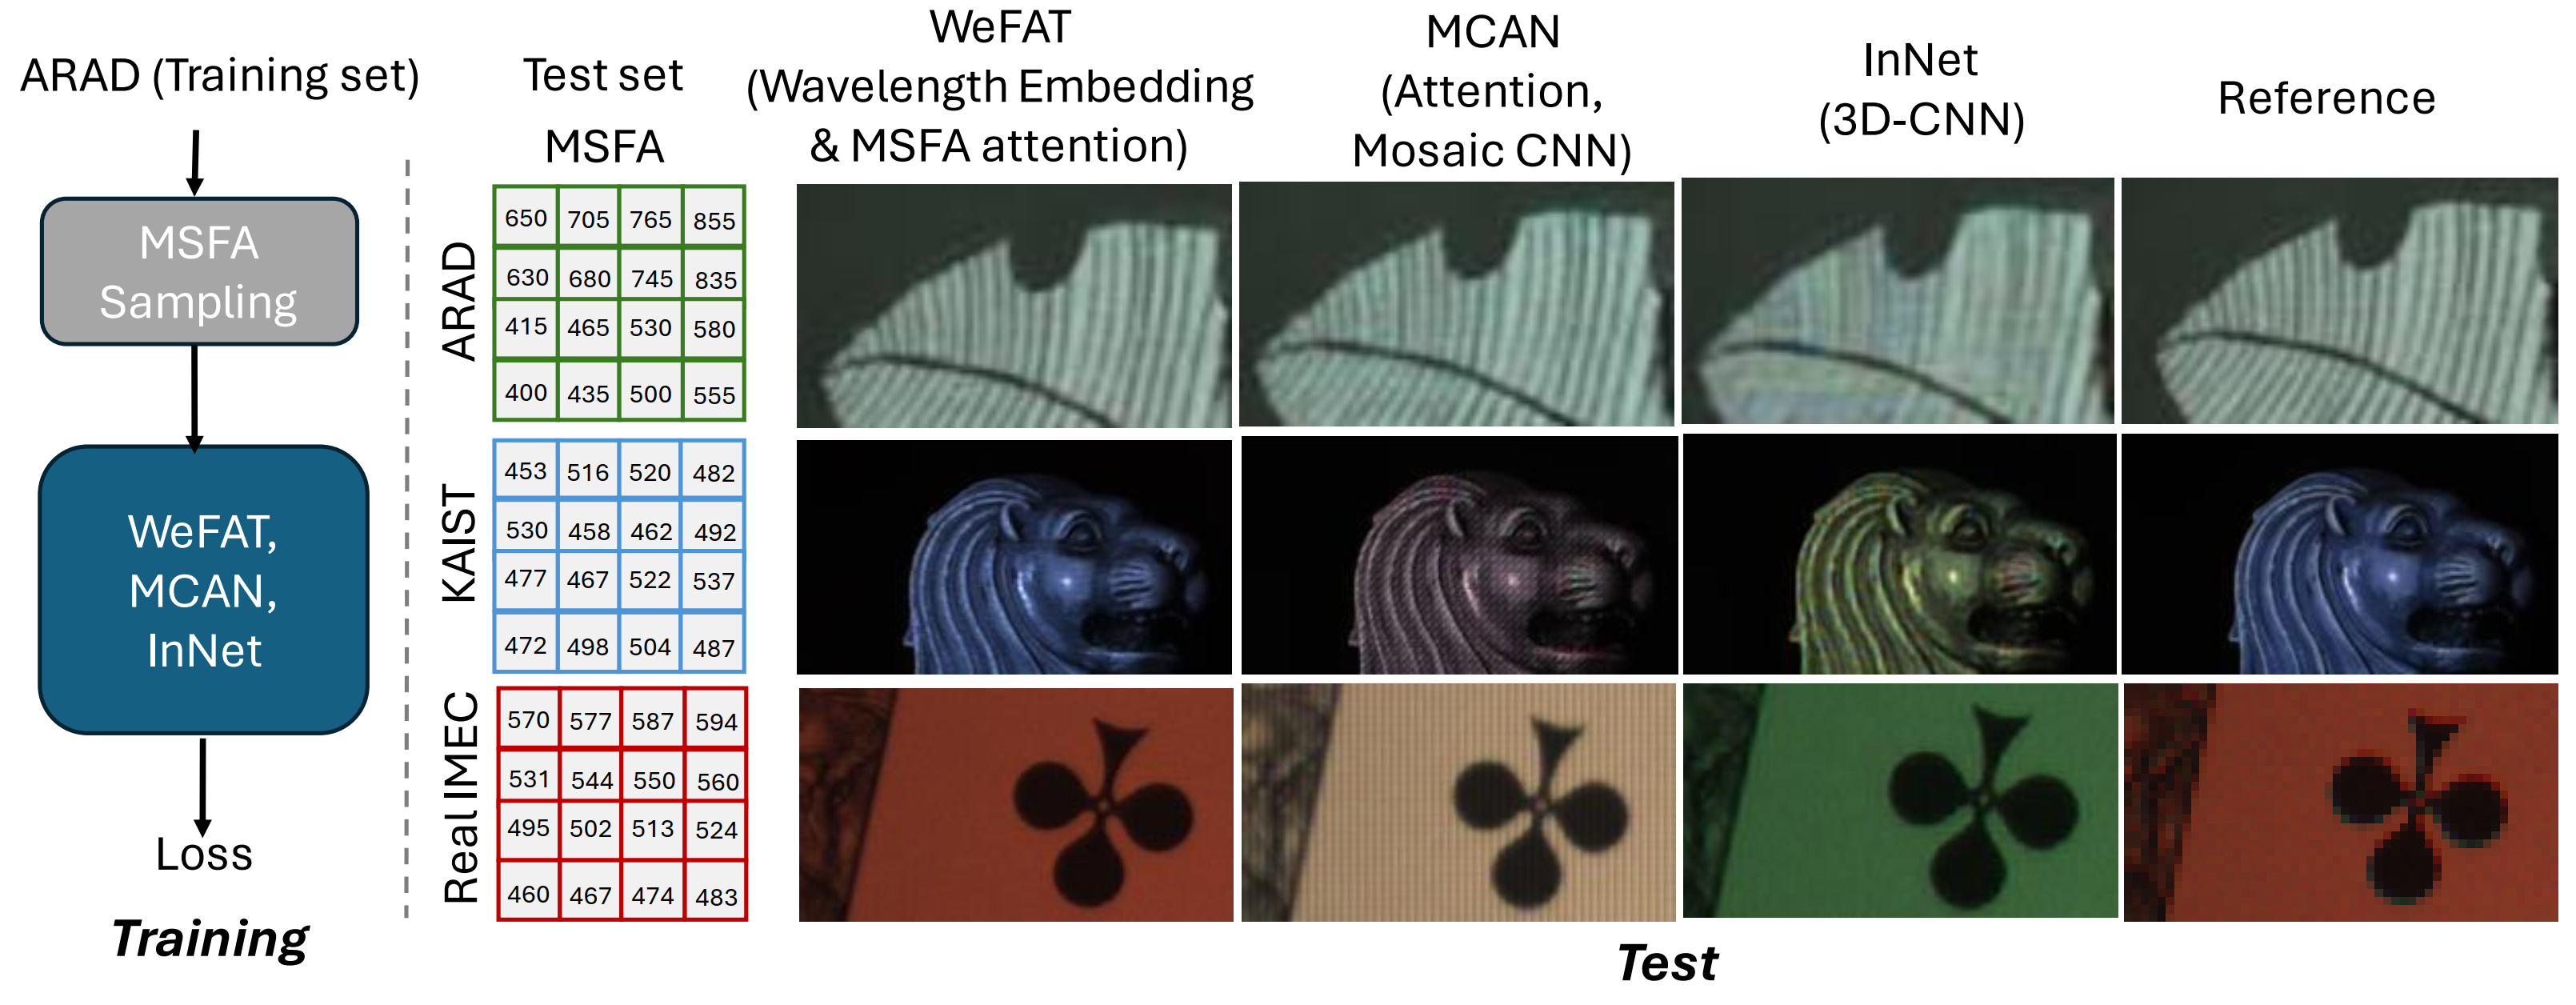 ARAD (Training set)
MSFA
Sampling
WeFAT,
MCAN,
InNet
Loss
Training
Test set
MSFA
WeFAT
(Wavelength Embedding
& MSFA attention)
MCAN
(Attention,
Mosaic CNN)
InNet
(3D-CNN)
Reference
ARAD
650 705 765 855
630 680 745 835
415 465 530 580
400 435 500 555
KAIST
453 516 520 482
530 458 462 492
477 467 522 537
472 498 504 487
Real IMEC
570 577 587 594
531 544 550 560
495 502 513 524
460 467 474 483
Test